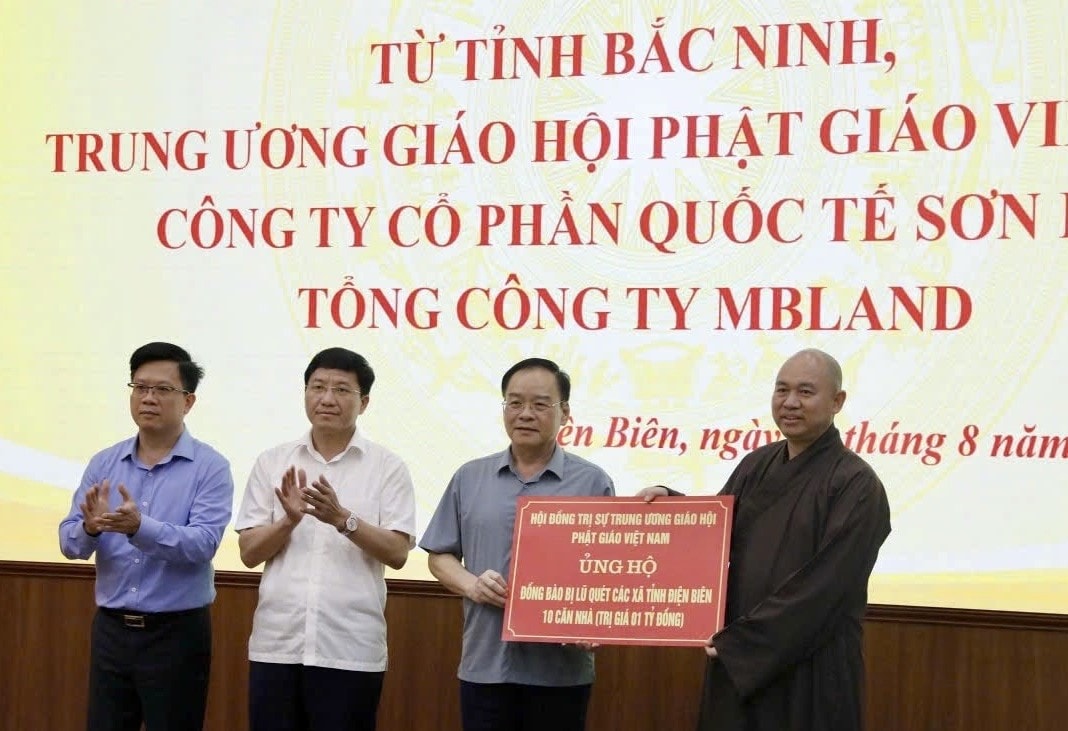 TỪ TỈNH BẮC NINH,
TRUNG ƯƠNG GIÁO HỘI PHẬT GIÁO
CÔNG TY CỔ PHẦN QUỐC TẾ SƠN
TỔNG CÔNG TY MBLAND
Biên, ngày tháng 8 năm
HỘI ĐỒNG TRỊ SỰ TRUNG ƯƠNG GIÁO HỘI
PHẬT GIÁO VIỆT NAM
ỦNG HỘ
ĐỒNG BÀO BỊ LŨ QUÉT CÁC XÃ TỈNH ĐIỆN BIÊN
10 CĂN NHÀ (TRỊ GIÁ 01 TỶ ĐỒNG)